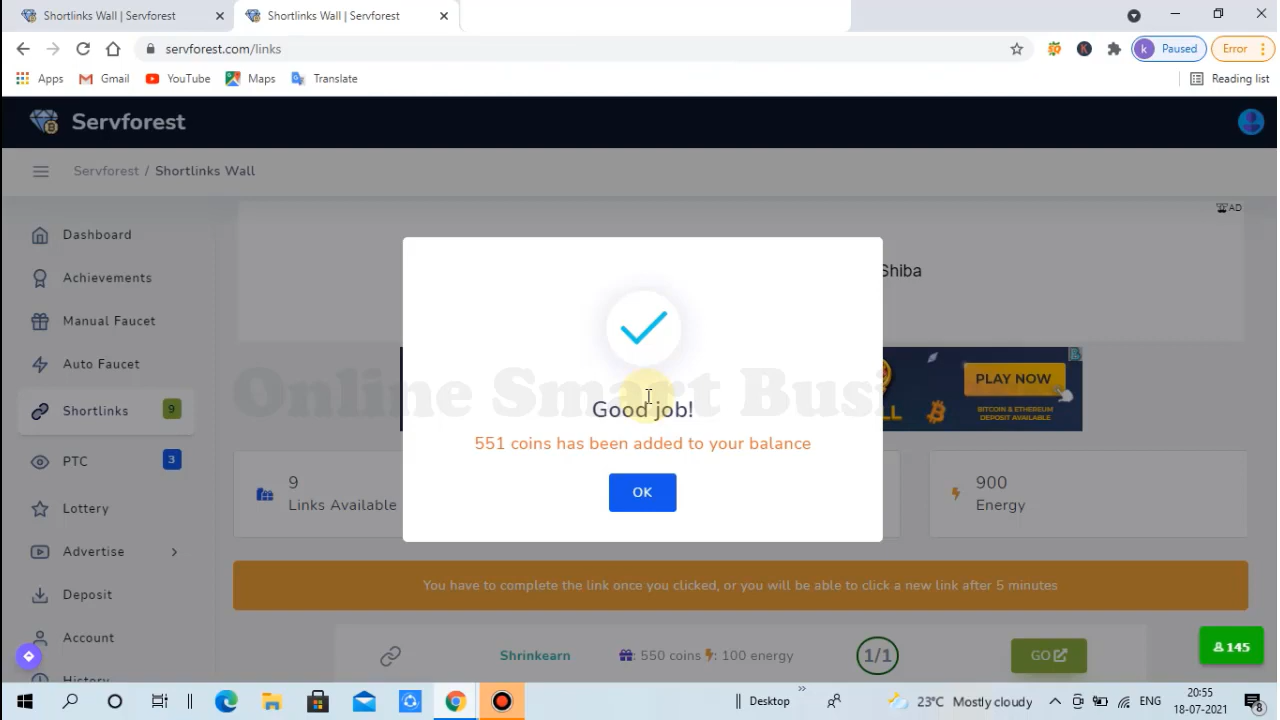 Shortlinks Wall | Servforest
Shortlinks Wall | Servforest
servforest.com/links
k Paused
Error
Apps
Gmail
YouTube
Maps
Translate
Reading list
Servforest
Servforest / Shortlinks Wall
AD
Dashboard
Shiba
Achievements
Manual Faucet
Auto Faucet
PLAY NOW
Online Smart Busi
BITCOIN & ETHEREUM
DEPOSIT AVAILABLE
Shortlinks 9
Good job!
551 coins has been added to your balance
PTC 3
OK
9
Links Available
900
Energy
Lottery
Advertise
You have to complete the link once you clicked, or you will be able to click a new link after 5 minutes
Deposit
Account
Shrinkearn : 550 coins : 100 energy 1/1 GO
145
History
Desktop
23°C Mostly cloudy
20:55
18-07-2021
8